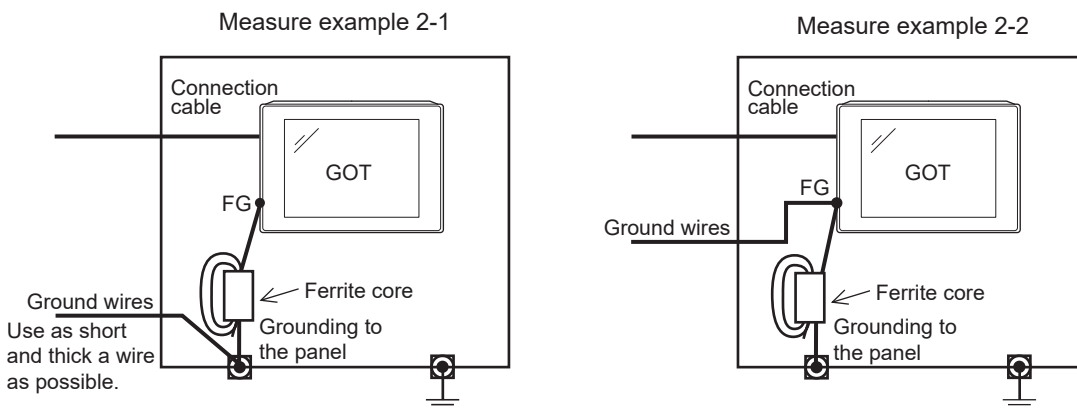 Measure example 2-1
Connection
cable
GOT
FG
Ground wires
Use as short
and thick a wire
as possible.
Ferrite core
Grounding to
the panel
Measure example 2-2
Connection
cable
GOT
FG
Ground wires
Ferrite core
Grounding to
the panel